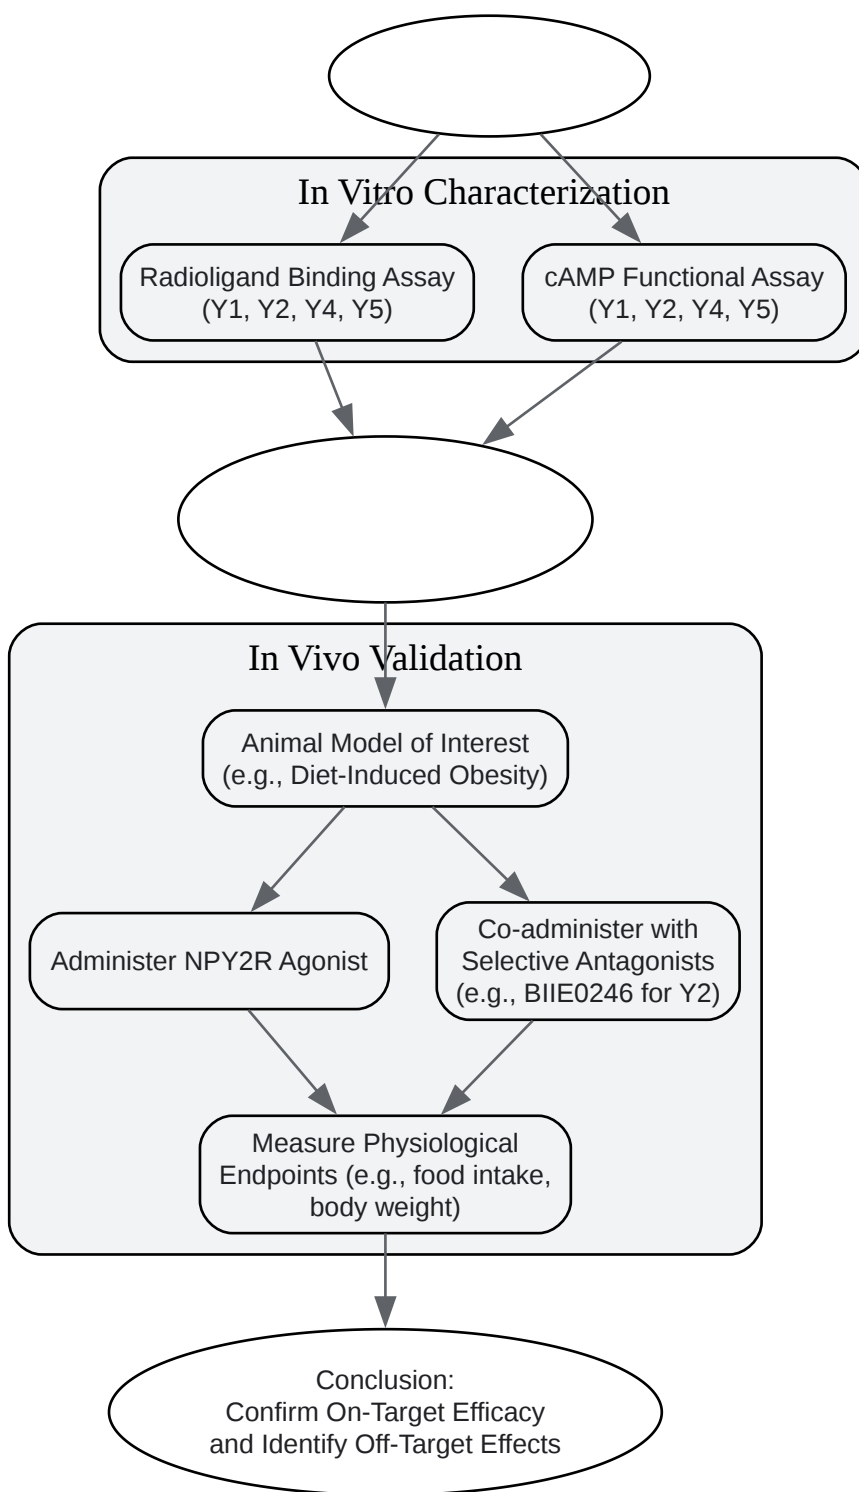 In Vitro Characterization
Radioligand Binding Assay
(Y1, Y2, Y4, Y5)
cAMP Functional Assay
(Y1, Y2, Y4, Y5)
In Vivo Validation
Animal Model of Interest
(e.g., Diet-Induced Obesity)
Administer NPY2R Agonist
Co-administer with
Selective Antagonists
(e.g., BIIE0246 for Y2)
Measure Physiological
Endpoints (e.g., food intake,
body weight)
Conclusion:
Confirm On-Target Efficacy
and Identify Off-Target Effects